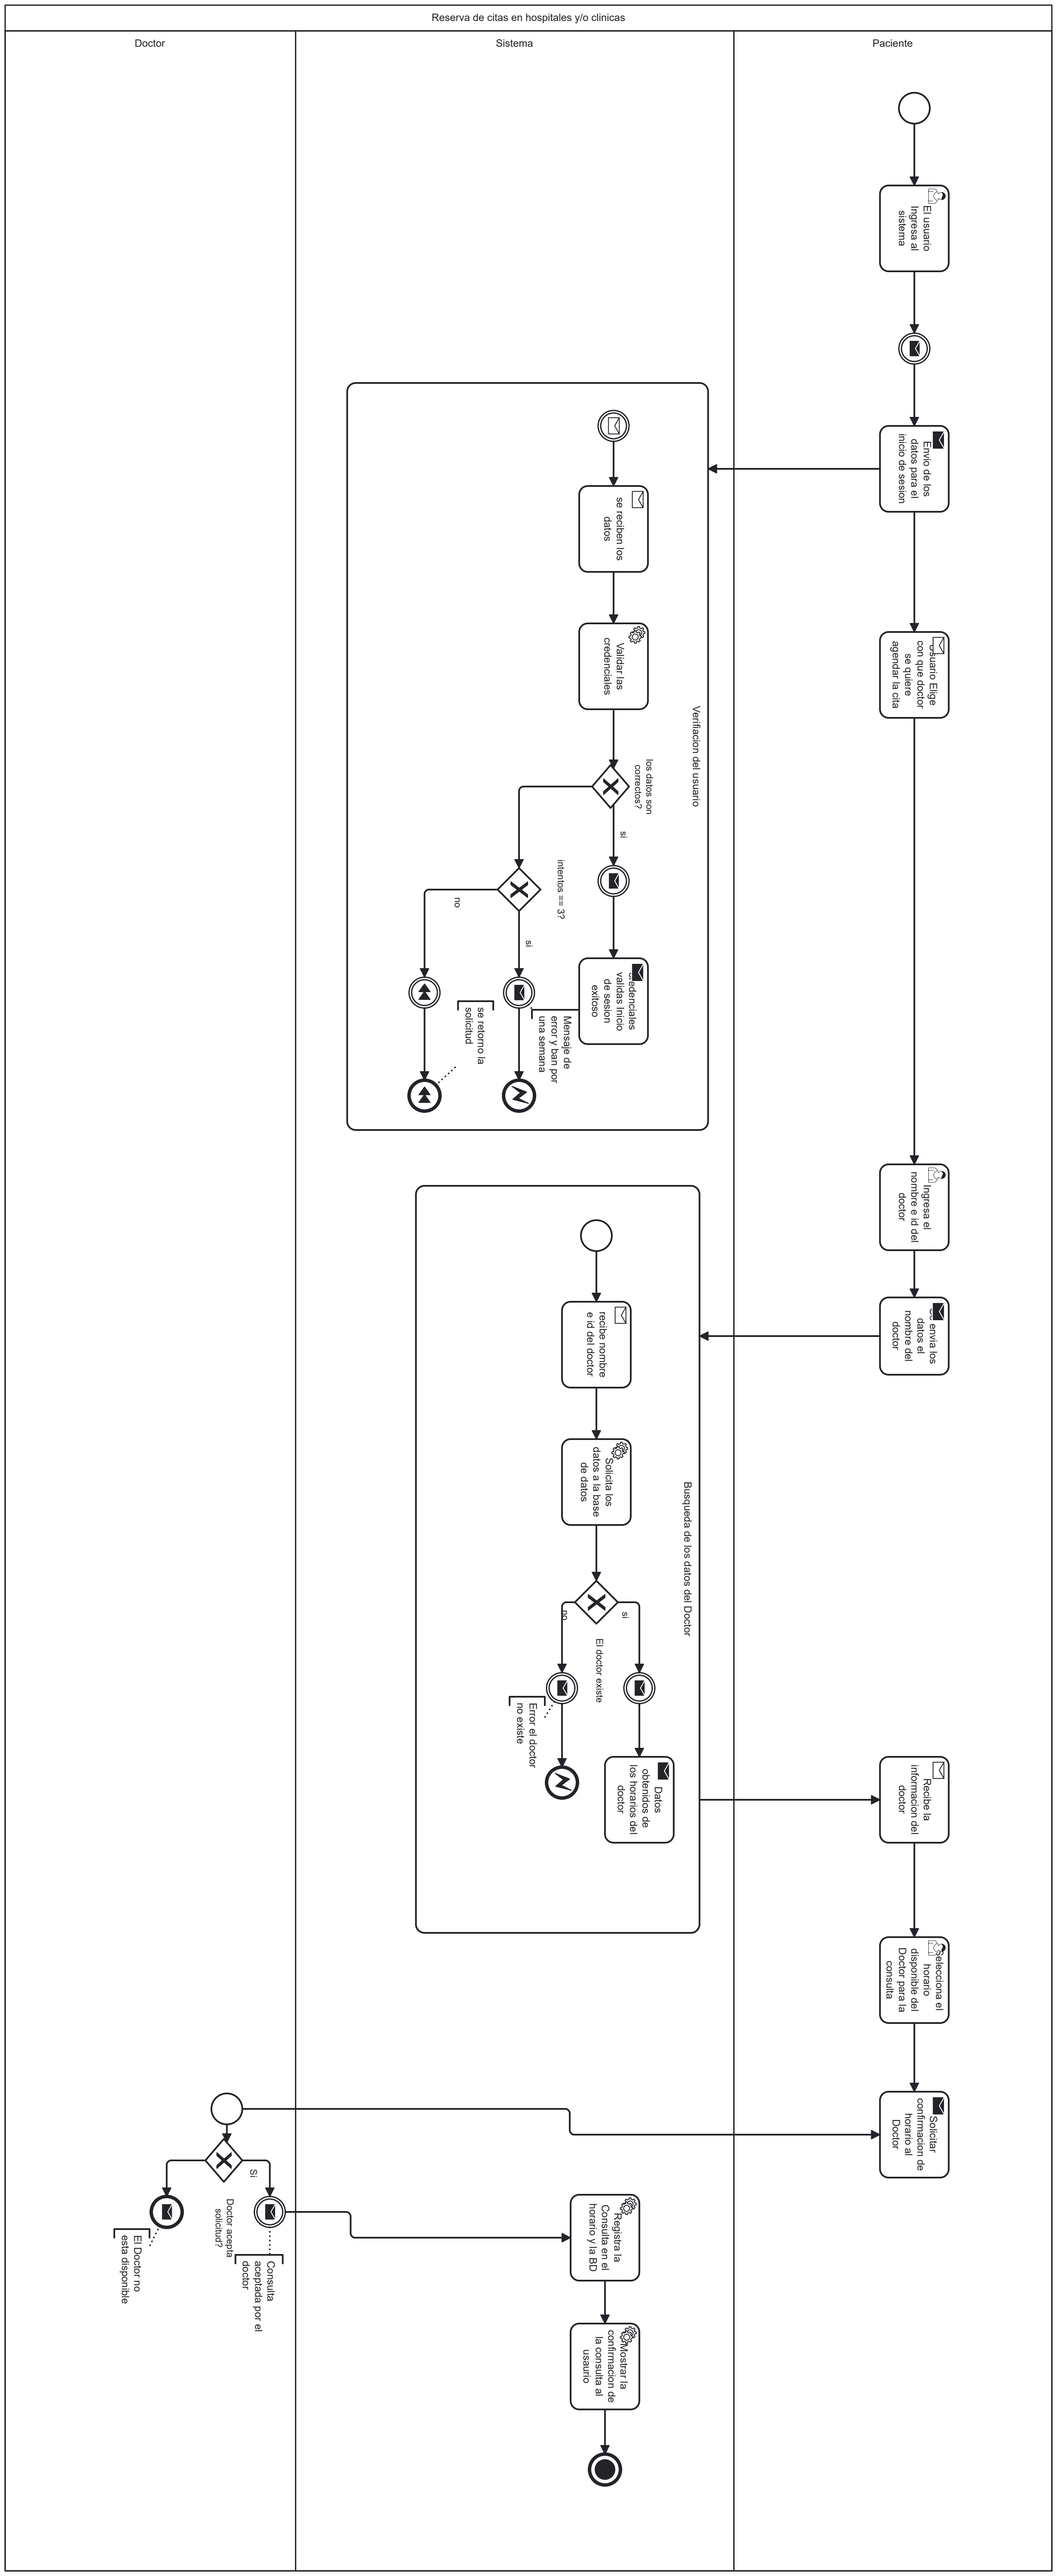 Reserva de citas en hospitales y/o clinicas
Doctor
Sistema
Paciente
El usuario
Ingresa al
sistema
Envio de los
datos para el
inicio de sesion
Usuario Elige
con que doctor
se quiere
agendar la cita
Ingresa el
nombre e id del
doctor
Se envia los
datos el
nombre del
doctor
Recibe la
informacion del
doctor
Selecciona el
horario
disponible del
Doctor para la
consulta
Solicitar
confirmacion de
horario al
Doctor
Verifiacion del usuario
se reciben los
datos
Validar las
credenciales
los datos son
correctos?
si
intentos == 3?
si
no
credenciales
validas Inicio
de sesion
exitoso
Mensaje de
error y ban por
una semana
se retorno la
solicitud
Busqueda de los datos del Doctor
recibe nombre
e id del doctor
Solicita los
datos a la base
de datos
El doctor existe
si
no
Datos
obtenidos de
los horarios del
doctor
Error el doctor
no existe
Si
Doctor acepta
solicitud?
Consulta
aceptada por el
doctor
El Doctor no
esta disponible
Registra la
Consulta en el
horario y la BD
Mostrar la
confirmacion de
la consulta al
usaurio